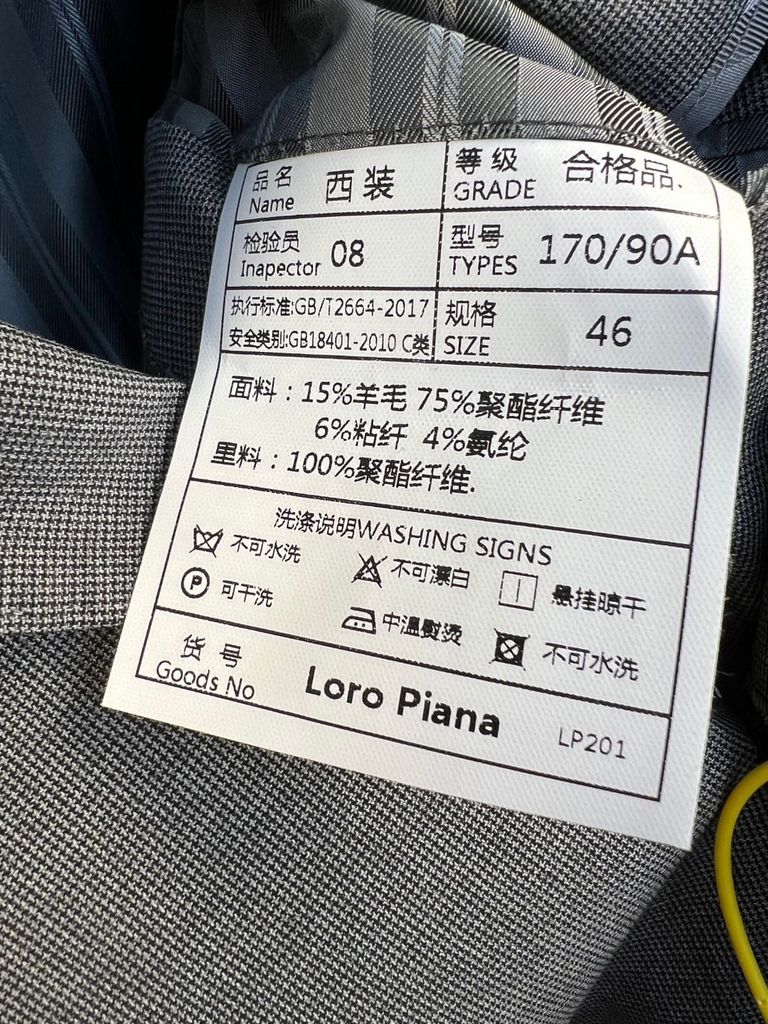 品名 西装 等级 合格品.
Name GRADE
检验员 08 型号 170/90A
Inapector TYPES
执行标准:GB/T2664-2017 规格 46
安全类别:GB18401-2010 C类 SIZE
面料：15%羊毛 75%聚酯纤维
6%粘纤 4%氨纶
里料：100%聚酯纤维.
洗涤说明WASHING SIGNS
不可水洗 不可漂白 悬挂晾干
P 可干洗 中温熨烫 不可水洗
货号 Loro Piana LP201
Goods No